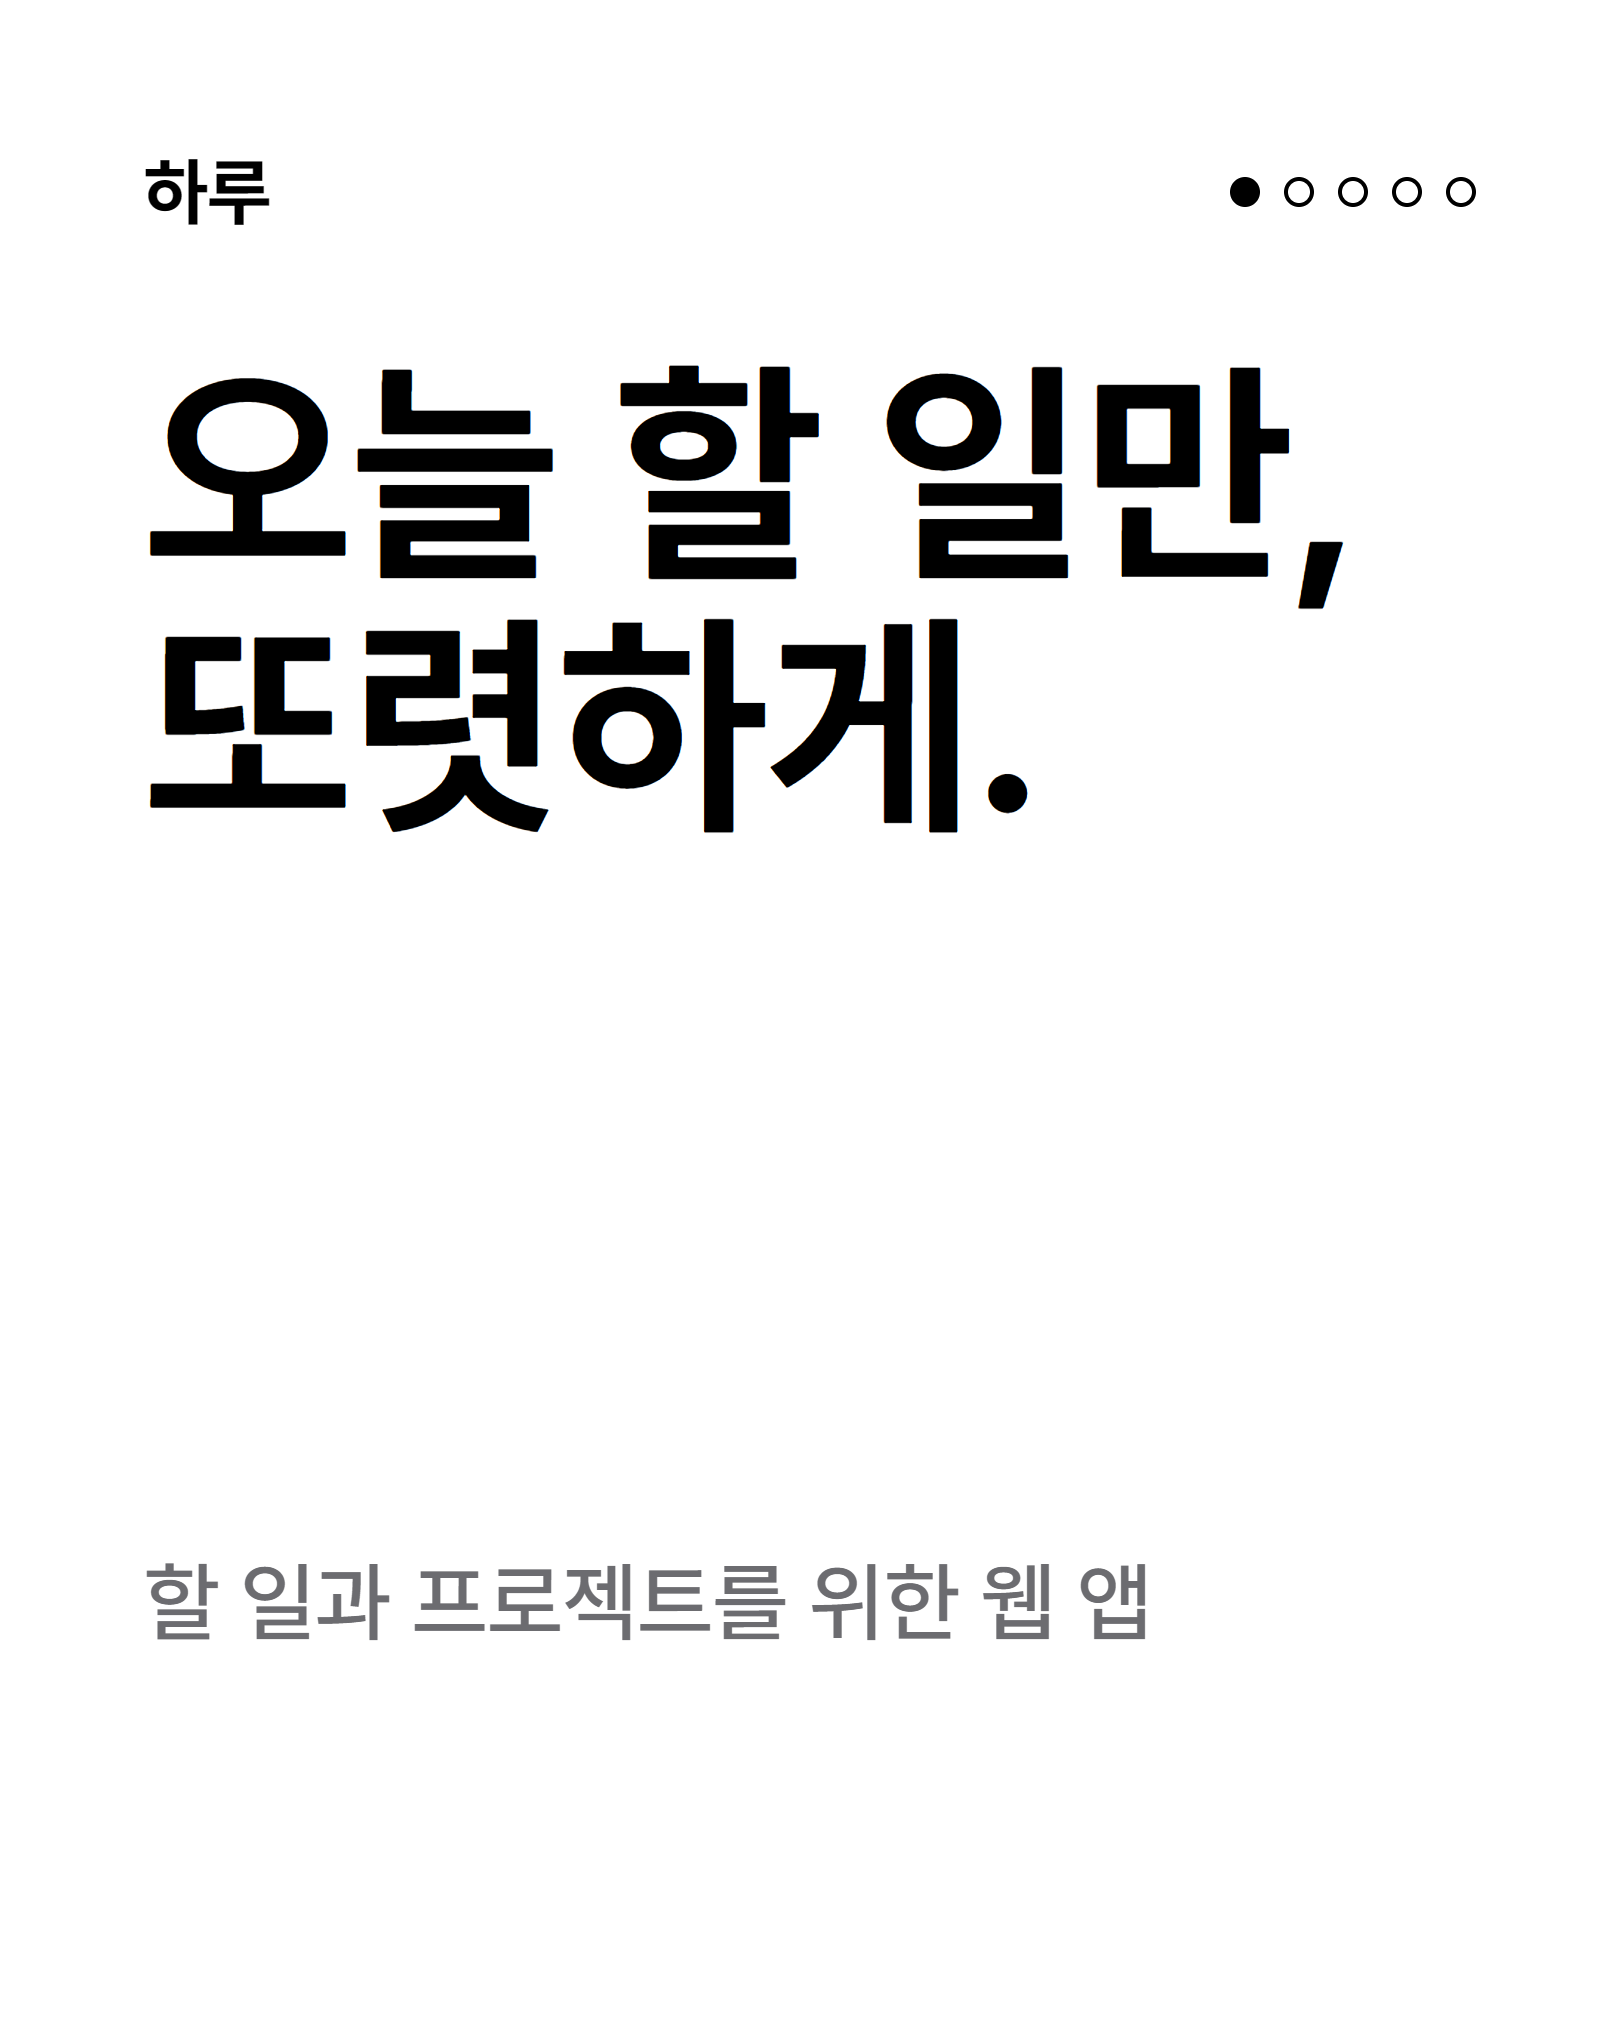 하루
오늘 할 일만,
또렷하게.
할 일과 프로젝트를 위한 웹 앱